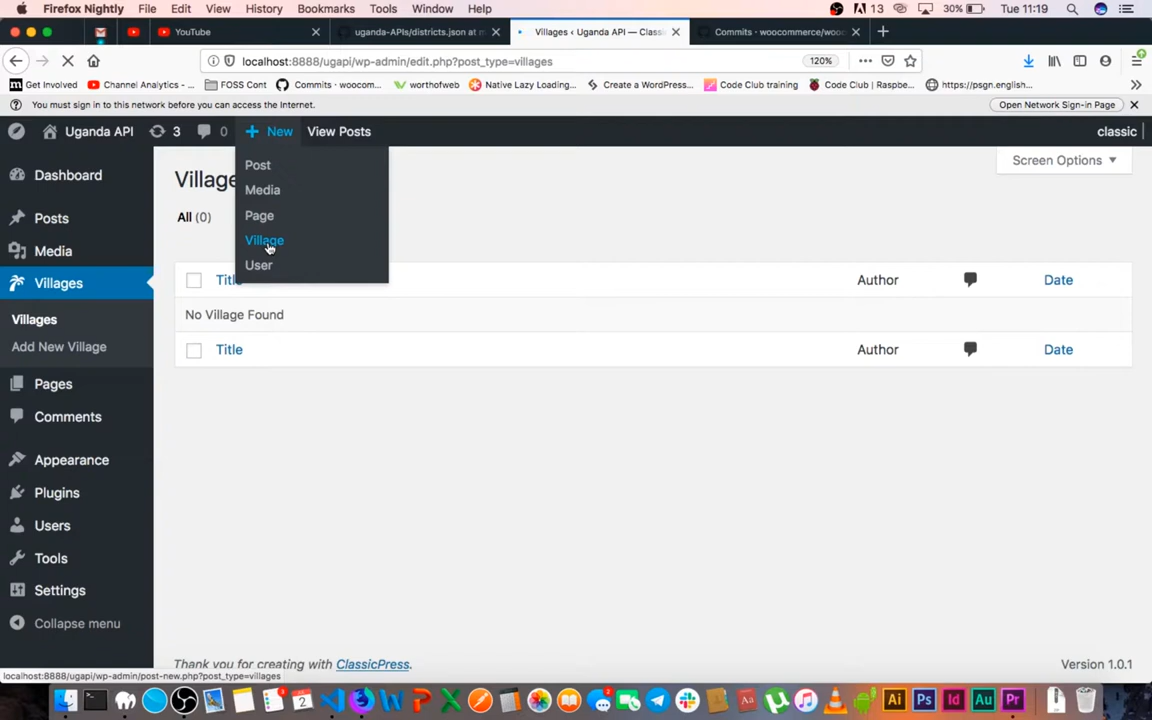 Firefox Nightly File Edit View History Bookmarks Tools Window Help 13 30% Tue 11:19
YouTube uganda-APIs/districts.json at m Villages ‹ Uganda API — Classi Commits · woocommerce/woo
localhost:8888/ugapi/wp-admin/edit.php?post_type=villages 120%
Get Involved Channel Analytics - ... FOSS Cont Commits · woocom... worthofweb Native Lazy Loading... Create a WordPress... Code Club training Code Club | Raspbe... https://psgn.english...
You must sign in to this network before you can access the Internet. Open Network Sign-in Page
Uganda API 3 0 + New View Posts classic
Dashboard
Posts
Media
Villages
Villages
Add New Village
Pages
Comments
Appearance
Plugins
Users
Tools
Settings
Collapse menu
Post
Media
Page
Village
User
Screen Options
Village
All (0)
Title Author Date
No Village Found
Title Author Date
Thank you for creating with ClassicPress. Version 1.0.1
localhost:8888/ugapi/wp-admin/post-new.php?post_type=villages